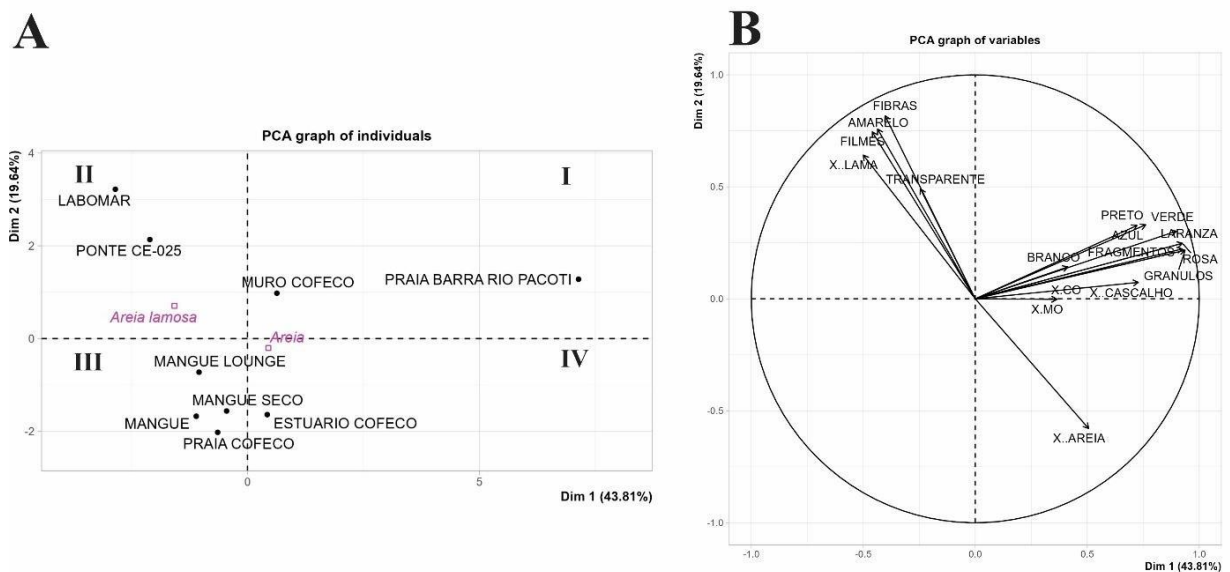 A
PCA graph of individuals
Dim 2 (19.64%)
4
2
0
-2
II
I
LABOMAR
PONTE CE-025
MURO COFECO
PRAIA BARRA RIO PACOTI
Areia lamosa
Areia
III
IV
MANGUE LOUNGE
MANGUE SECO
MANGUE
ESTUARIO COFECO
PRAIA COFECO
0
5
Dim 1 (43.81%)
B
PCA graph of variables
Dim 2 (19.64%)
1.0
0.5
0.0
-0.5
-1.0
FIBRAS
AMARELO
FILMES
X..LAMA
TRANSPARENTE
PRETO
VERDE
AZUL
LARANZA
BRANCO
FRAGMENTOS
ROSA
GRANULOS
X.CO
X..CASCALHO
X.MO
X..AREIA
-1.0
-0.5
0.0
0.5
1.0
Dim 1 (43.81%)